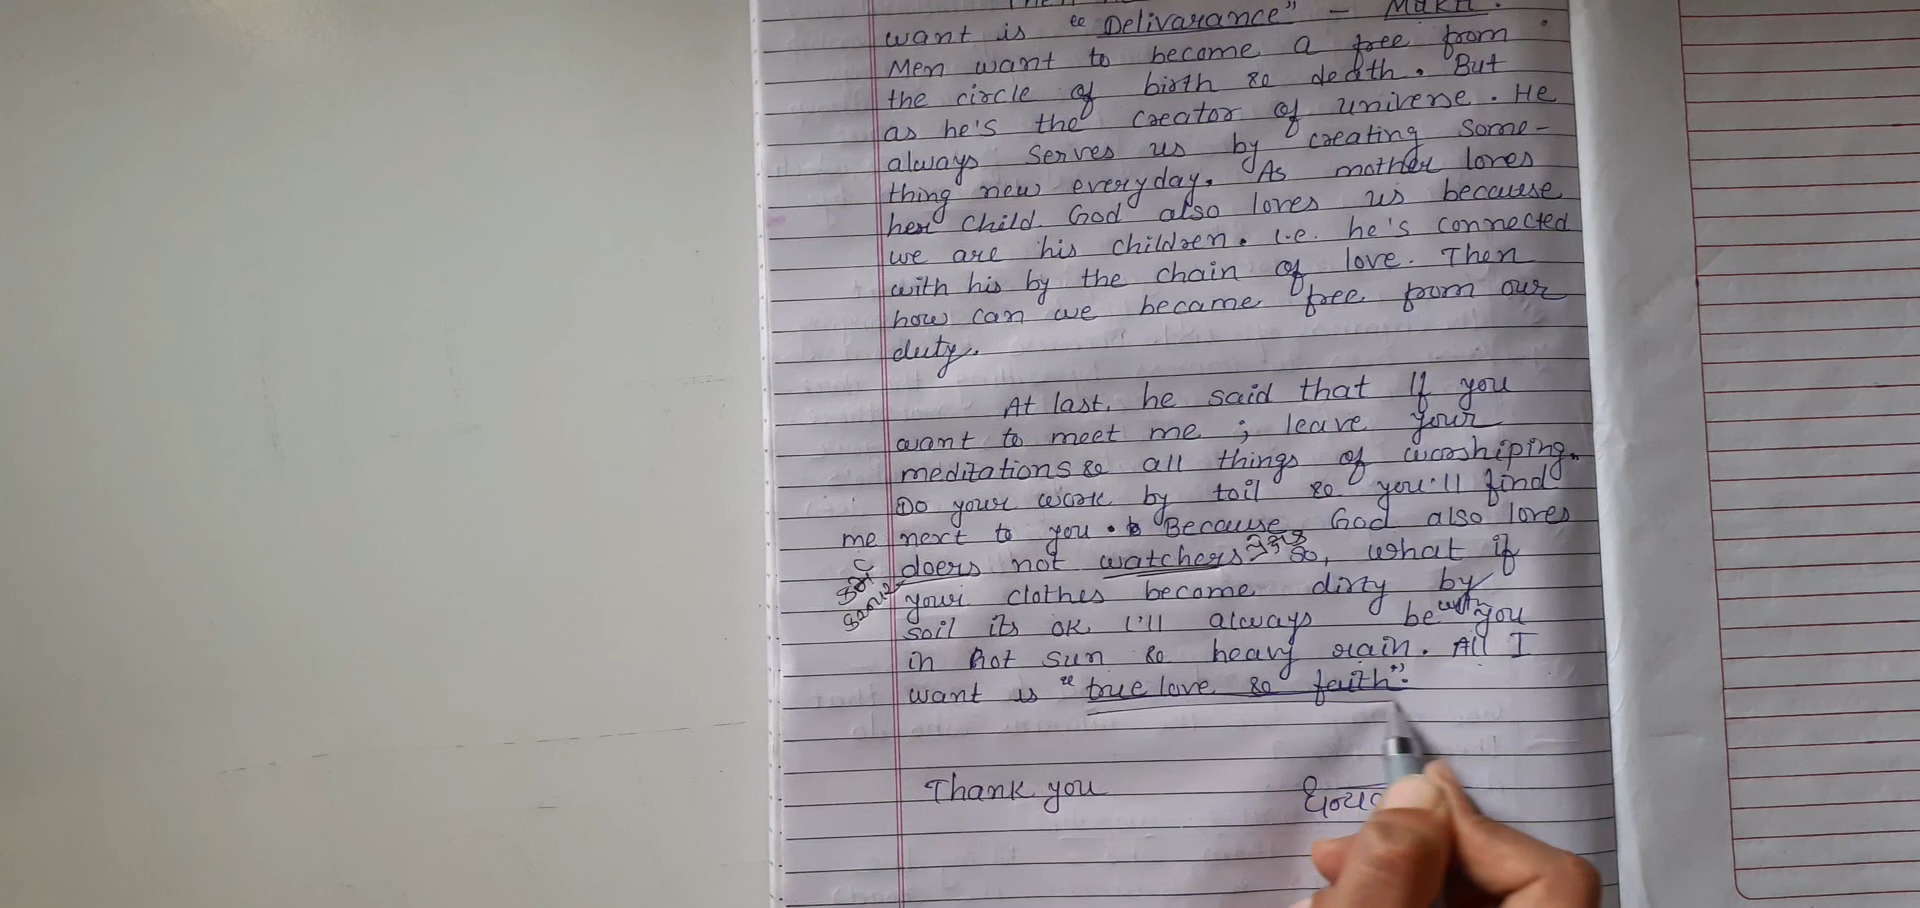 want is "Delivarance" -
Men want to become a free from
the circle of birth & death. But
as he's the creator of universe. He
always serves us by creating some-
thing new everyday. As mother loves
her child. God also loves us because
we are his children. i.e. he's connected
with his by the chain of love. Then
how can we became free from our
duty.
At last, he said that If you
want to meet me ; leave your
meditations & all things of worshiping.
Do your work by toil & you'll find
me next to you. Because God also loves
doers not watchers so, what if
your clothes become dirty by
soil its ok. I'll always be with you
in hot sun & heavy rain. All I
want is "true love & faith".
Thank you